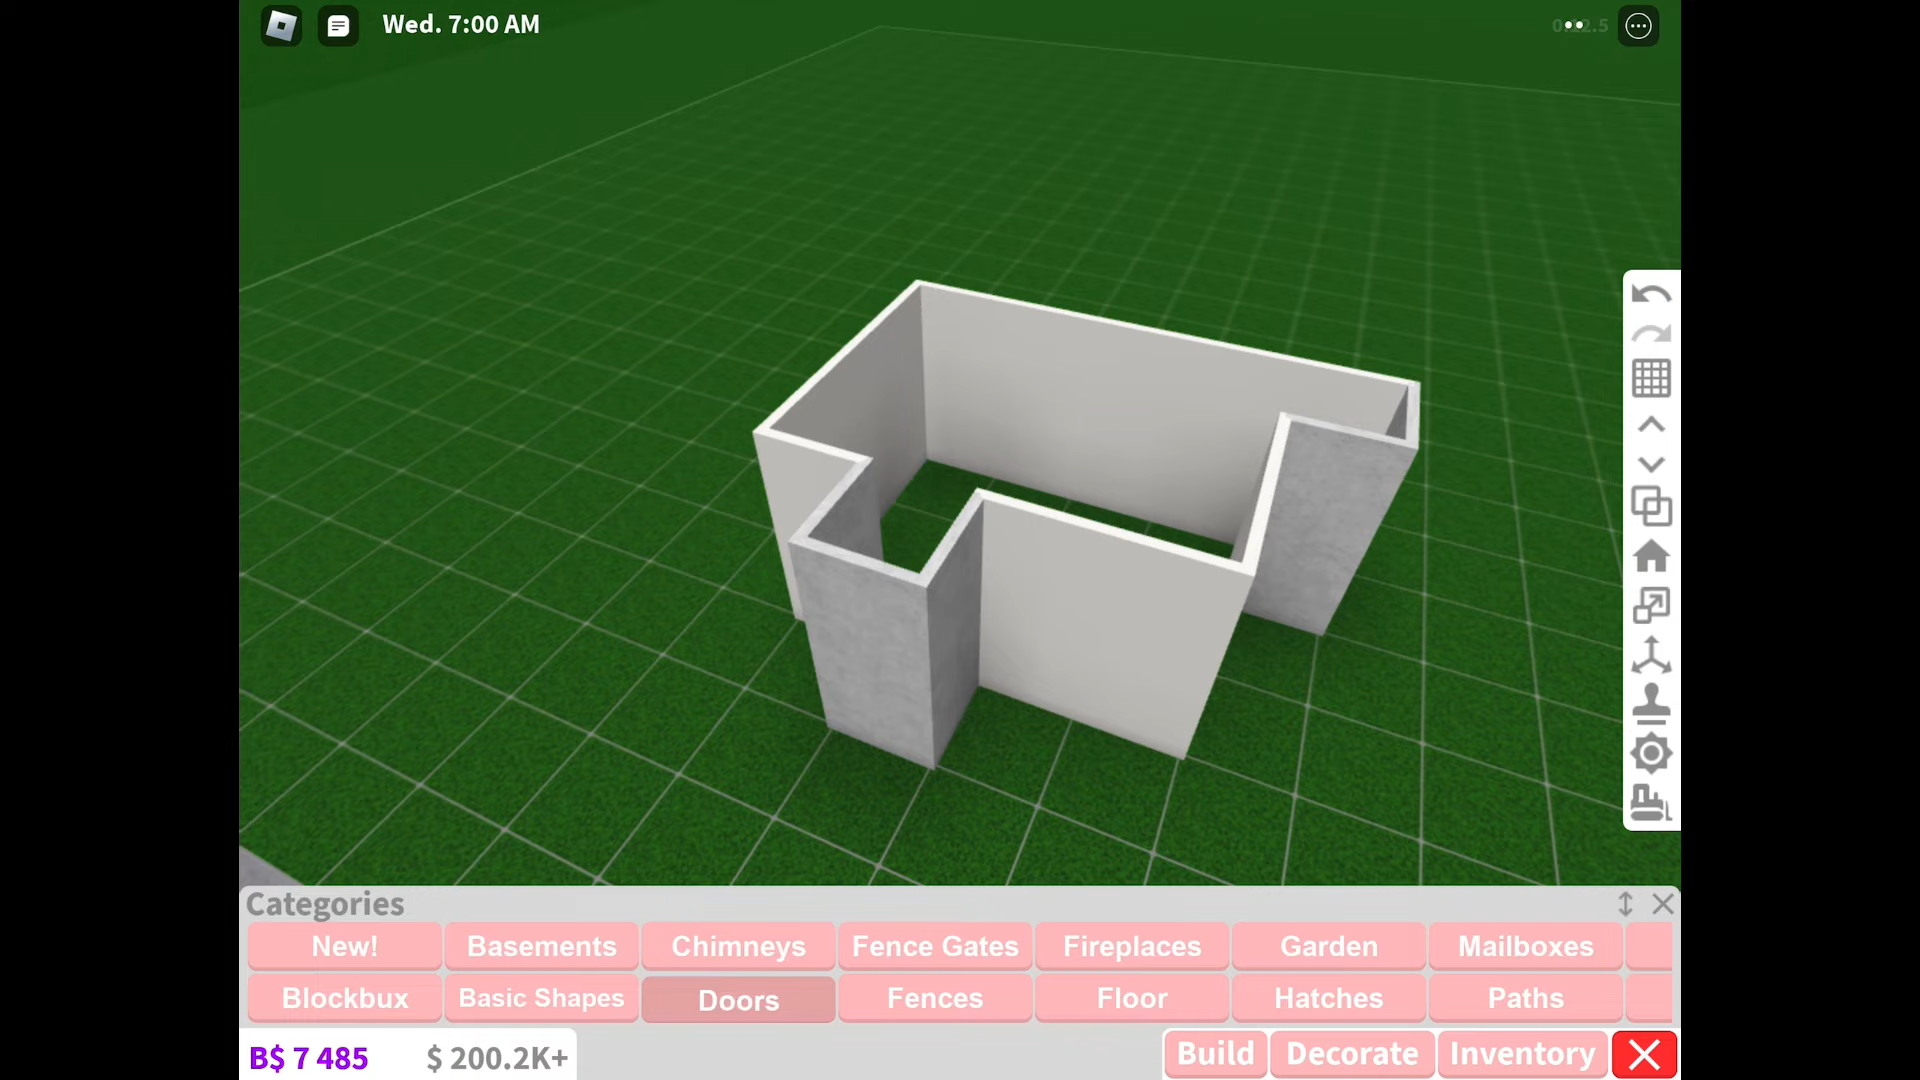 Wed. 7:00 AM
Categories
New! Basements Chimneys Fence Gates Fireplaces Garden Mailboxes
Blockbux Basic Shapes Doors Fences Floor Hatches Paths
B$ 7 485 $ 200.2K+ Build Decorate Inventory